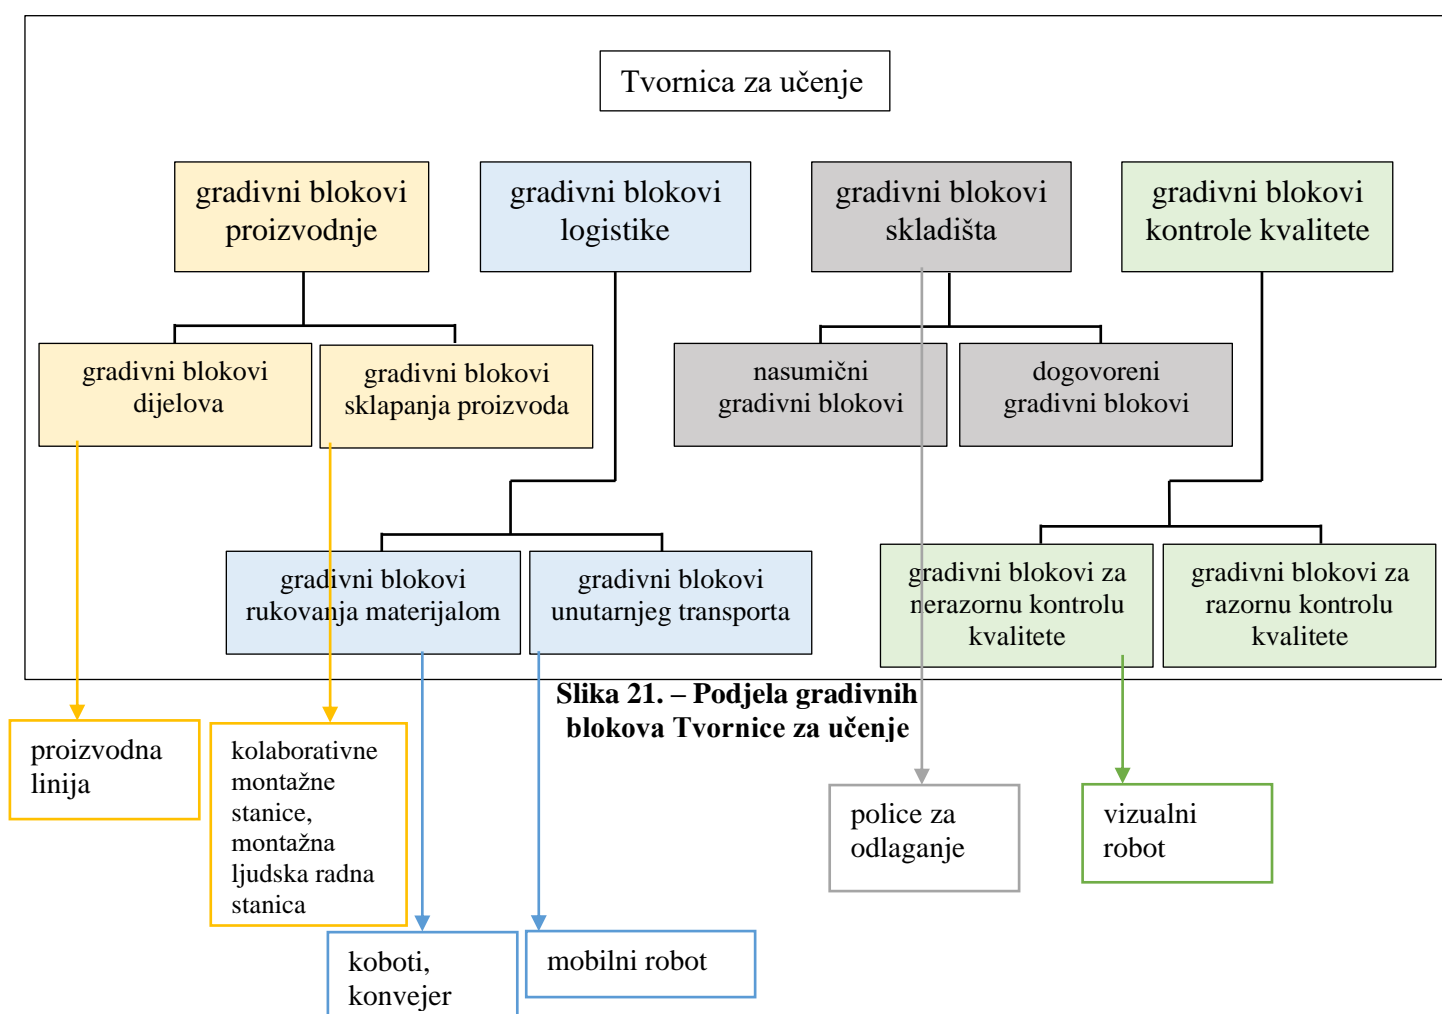 Tvornica za učenje
gradivni blokovi
proizvodnje
gradivni blokovi
logistike
gradivni blokovi
skladišta
gradivni blokovi
kontrole kvalitete
gradivni blokovi
dijelova
gradivni blokovi
sklapanja proizvoda
nasumični
gradivni blokovi
dogovoreni
gradivni blokovi
gradivni blokovi
rukovanja materijalom
gradivni blokovi
unutarnjeg transporta
gradivni blokovi za
nerazornu kontrolu
kvalitete
gradivni blokovi za
razornu kontrolu
kvalitete
Slika 21. – Podjela gradivnih
blokova Tvornice za učenje
proizvodna
linija
kolaborativne
montažne
stanice,
montažna
ljudska radna
stanica
police za
odlaganje
vizualni
robot
koboti,
konvejer
mobilni robot